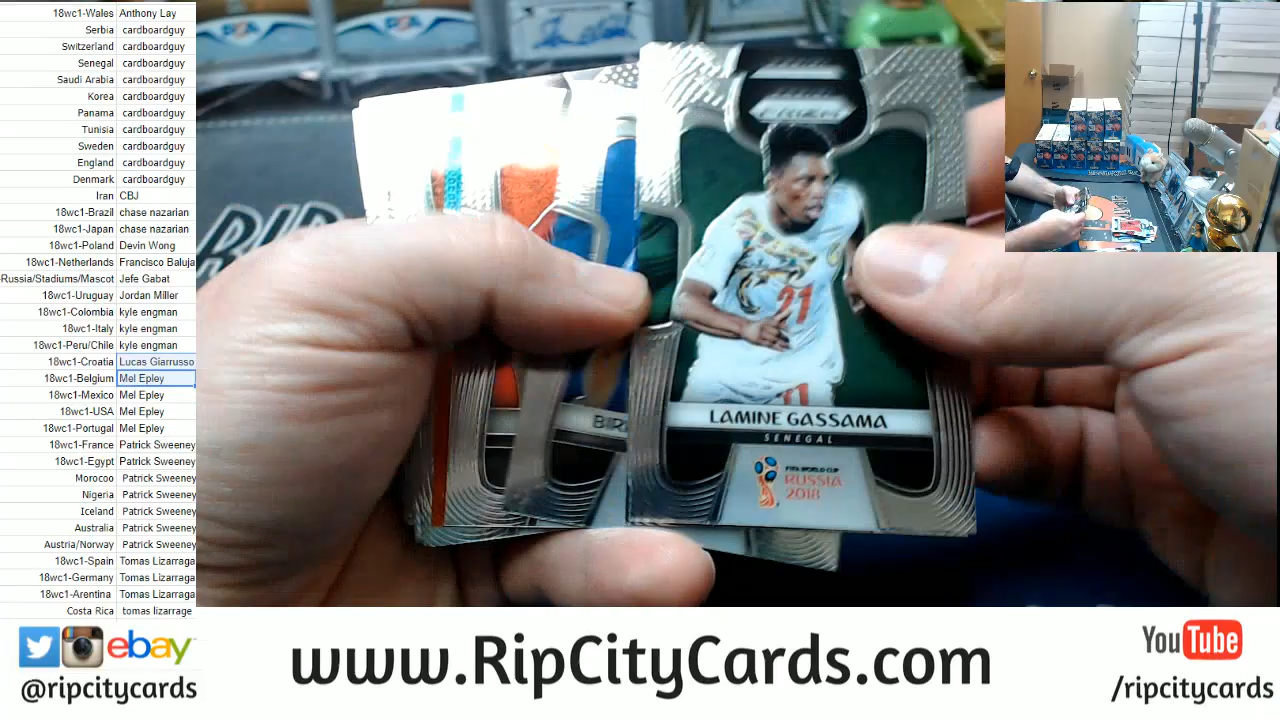 18wc1-Wales Anthony Lay
Serbia cardboardguy
Switzerland cardboardguy
Senegal cardboardguy
Saudi Arabia cardboardguy
Korea cardboardguy
Panama cardboardguy
Tunisia cardboardguy
Sweden cardboardguy
England cardboardguy
Denmark cardboardguy
Iran CBJ
18wc1-Brazil chase nazarian
18wc1-Japan chase nazarian
18wc1-Poland Devin Wong
18wc1-Netherlands Francisco Baluja
-Russia/Stadiums/Mascot Jefe Gabat
18wc1-Uruguay Jordan Miller
18wc1-Colombia kyle engman
18wc1-Italy kyle engman
18wc1-Peru/Chile kyle engman
18wc1-Croatia Lucas Giarrusso
18wc1-Belgium Mel Epley
18wc1-Mexico Mel Epley
18wc1-USA Mel Epley
18wc1-Portugal Mel Epley
18wc1-France Patrick Sweeney
18wc1-Egypt Patrick Sweeney
Morocoo Patrick Sweeney
Nigeria Patrick Sweeney
Iceland Patrick Sweeney
Australia Patrick Sweeney
Austria/Norway Patrick Sweeney
18wc1-Spain Tomas Lizarraga
18wc1-Germany Tomas Lizarraga
18wc1-Arentina Tomas Lizarraga
Costa Rica tomas lizarrage
RIP
21
BIR
LAMINE GASSAMA
SENEGAL
FIFA WORLD CUP
RUSSIA
2018
ebay
@ripcitycards
www.RipCityCards.com
YouTube
/ripcitycards